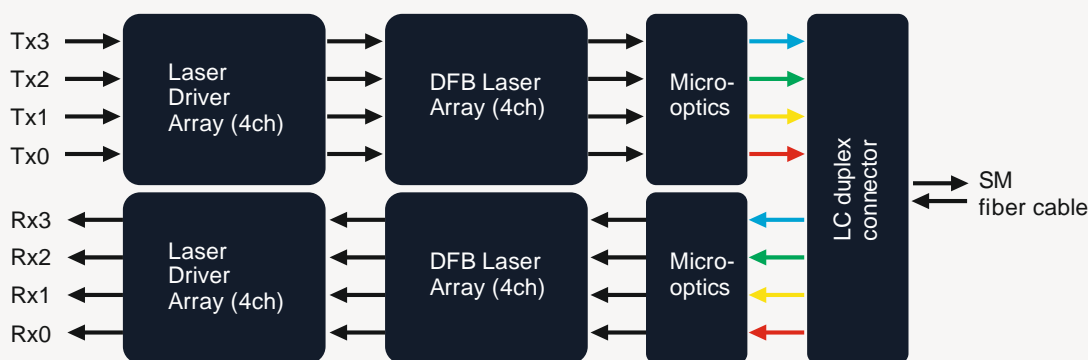 Tx3
Tx2
Tx1
Tx0
Laser
Driver
Array (4ch)
DFB Laser
Array (4ch)
Micro-
optics
LC duplex
connector
SM
fiber cable
Rx3
Rx2
Rx1
Rx0
Laser
Driver
Array (4ch)
DFB Laser
Array (4ch)
Micro-
optics